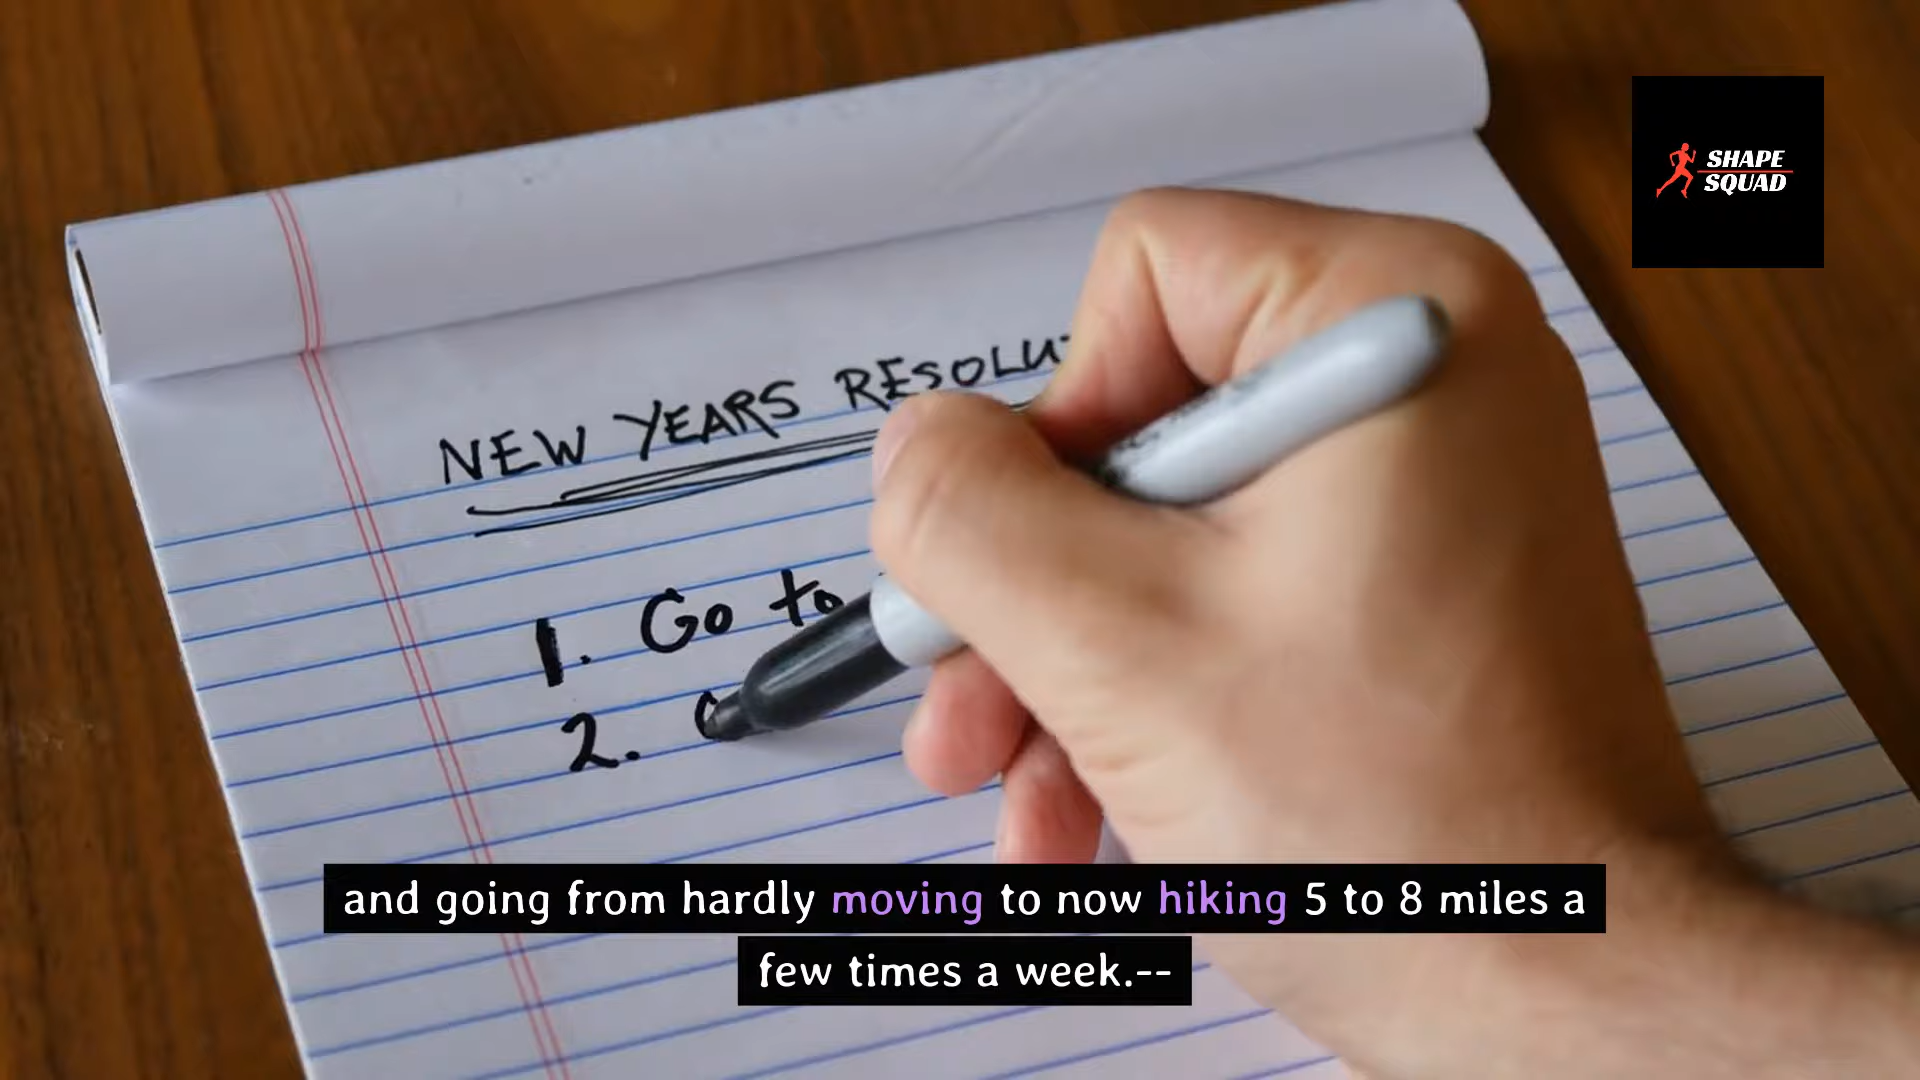 SHAPE
SQUAD
NEW YEARS RESOLU
1. Go to
2.
and going from hardly moving to now hiking 5 to 8 miles a
few times a week.--